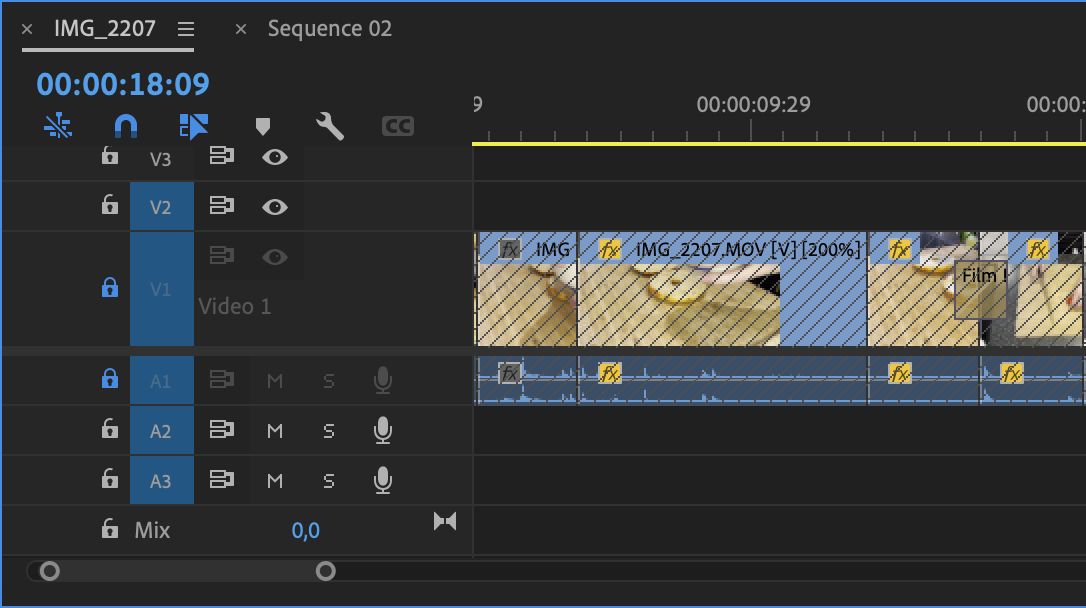 IMG_2207
Sequence 02
00:00:18:09
9
00:00:09:29
00:00:
CC
V3
V2
V1
Video 1
fx IMG
fx IMG_2207.MOV [V] [200%]
fx
Film
fx
A1 M S
fx
fx
fx
fx
A2 M S
A3 M S
Mix
0,0